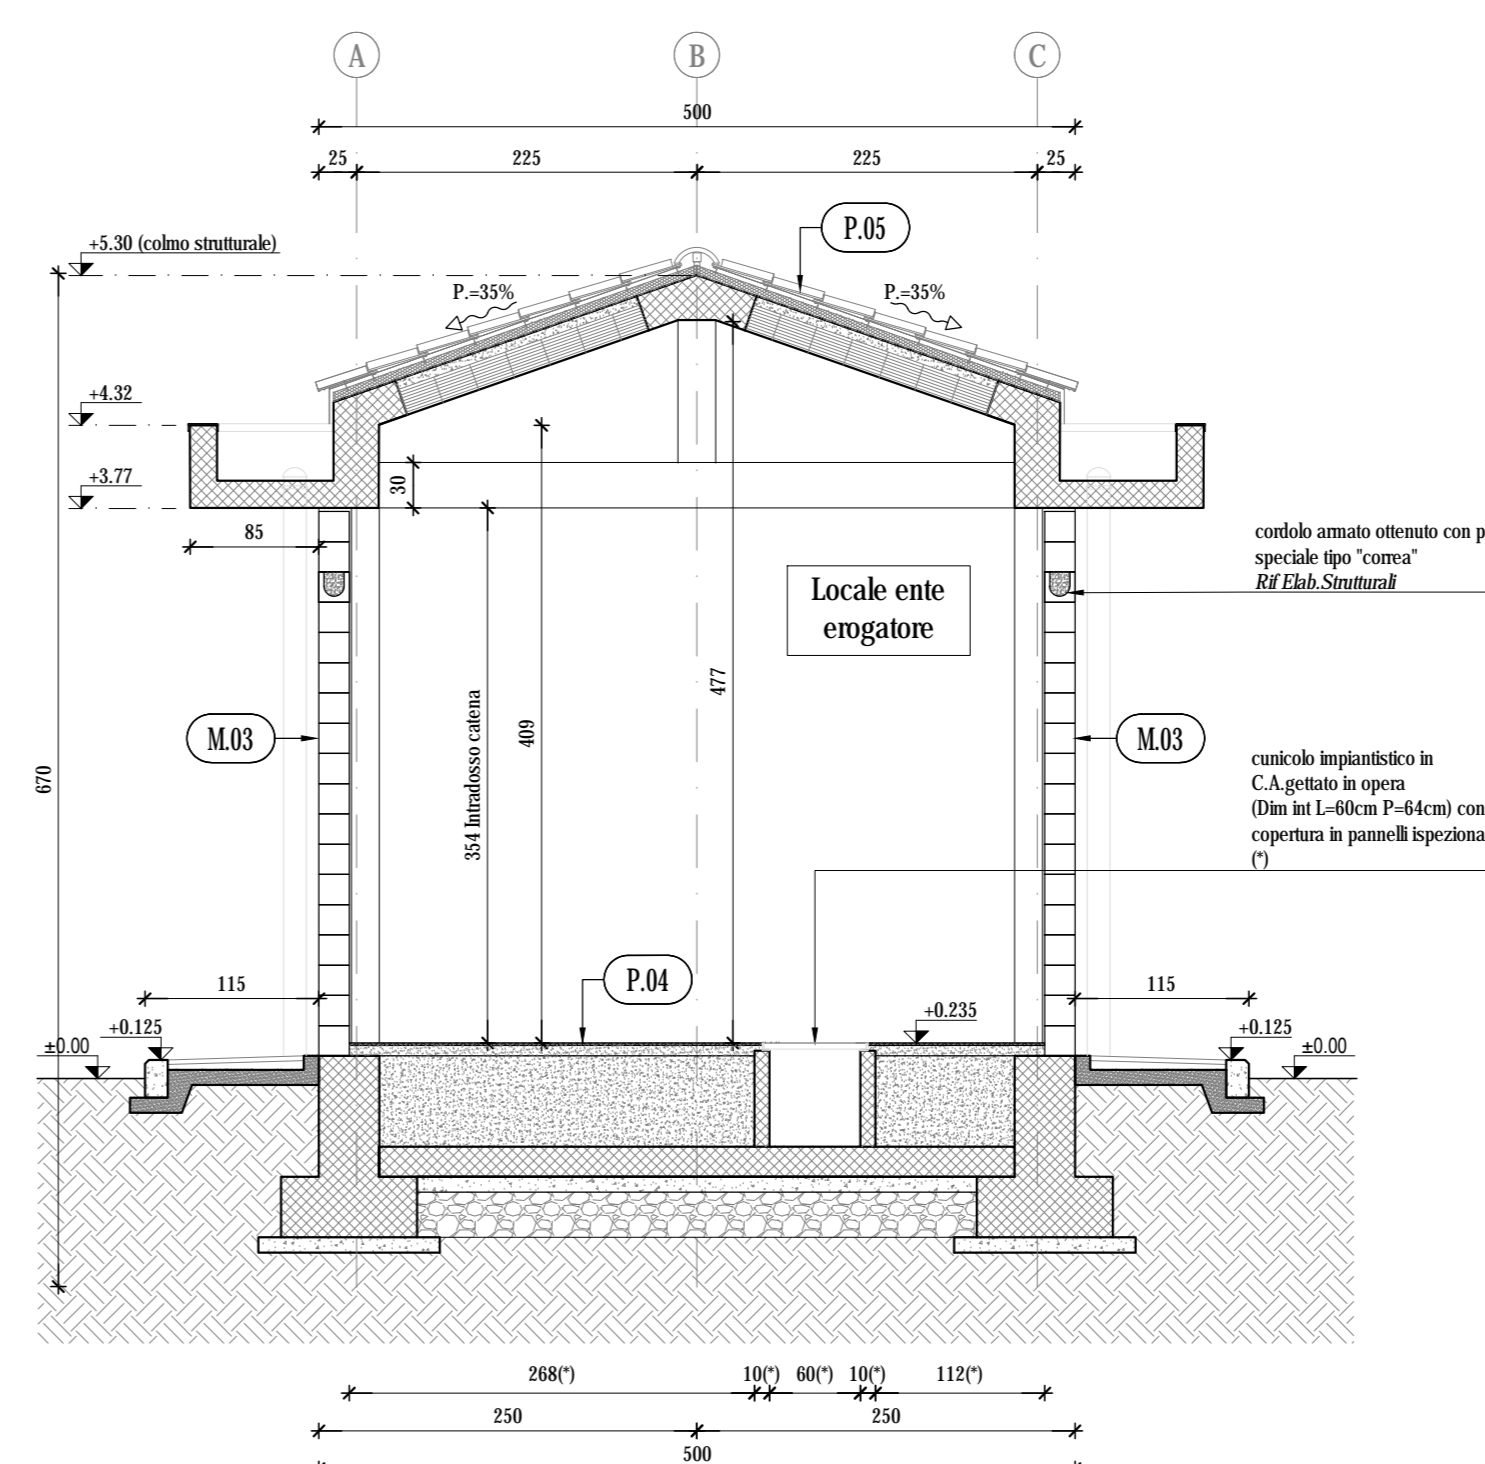 A B C
500
25 225 225 25
+5.30 (colmo strutturale)
P.05
P.=35% P.=35%
+4.32
+3.77
30
85
cordolo armato ottenuto con p
speciale tipo "correa"
Rif Elab.Strutturali
Locale ente
erogatore
354 Intradosso catena
409
477
670
M.03 M.03
cunicolo impiantistico in
C.A.gettato in opera
(Dim int L=60cm P=64cm) con
copertura in pannelli ispeziona
(*)
P.04
115 115
+0.235
±0.00 +0.125 +0.125 ±0.00
268(*) 10(*) 60(*) 10(*) 112(*)
250 250
500